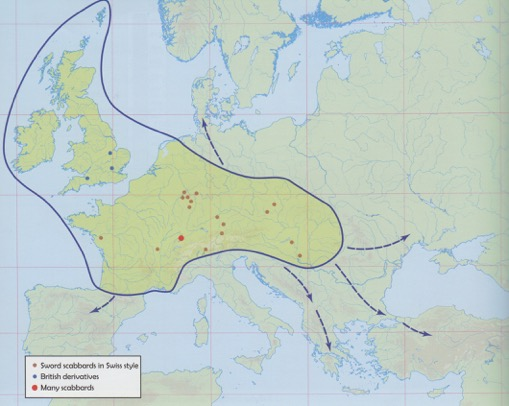 Sword scabbards in Swiss style
British derivatives
Many scabbards